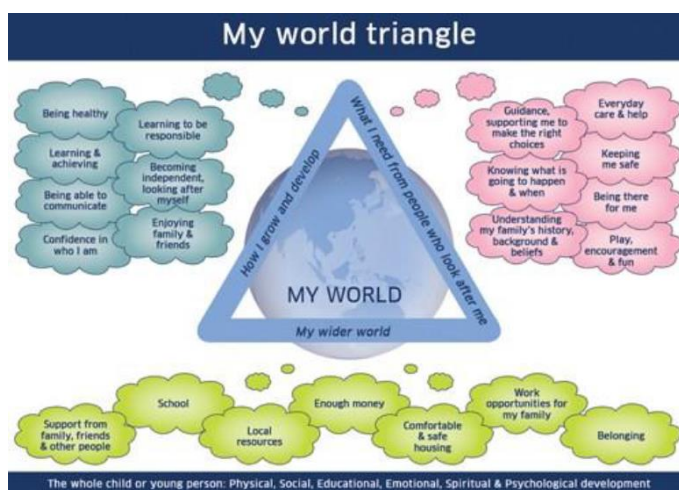 My world triangle
Being healthy
Learning to be
responsible
Learning &
achieving
Becoming
independent,
looking after
myself
Being able to
communicate
Enjoying
family &
friends
Confidence in
who I am
How I grow and develop
What I need from people who look after me
MY WORLD
My wider world
Guidance,
supporting me to
make the right
choices
Everyday
care & help
Keeping
me safe
Knowing what is
going to happen
& when
Being there
for me
Understanding
my family's history,
background &
beliefs
Play,
encouragement
& fun
Support from
family, friends
& other people
School
Local
resources
Enough money
Comfortable
& safe
housing
Work
opportunities for
my family
Belonging
The whole child or young person: Physical, Social, Educational, Emotional, Spiritual & Psychological development